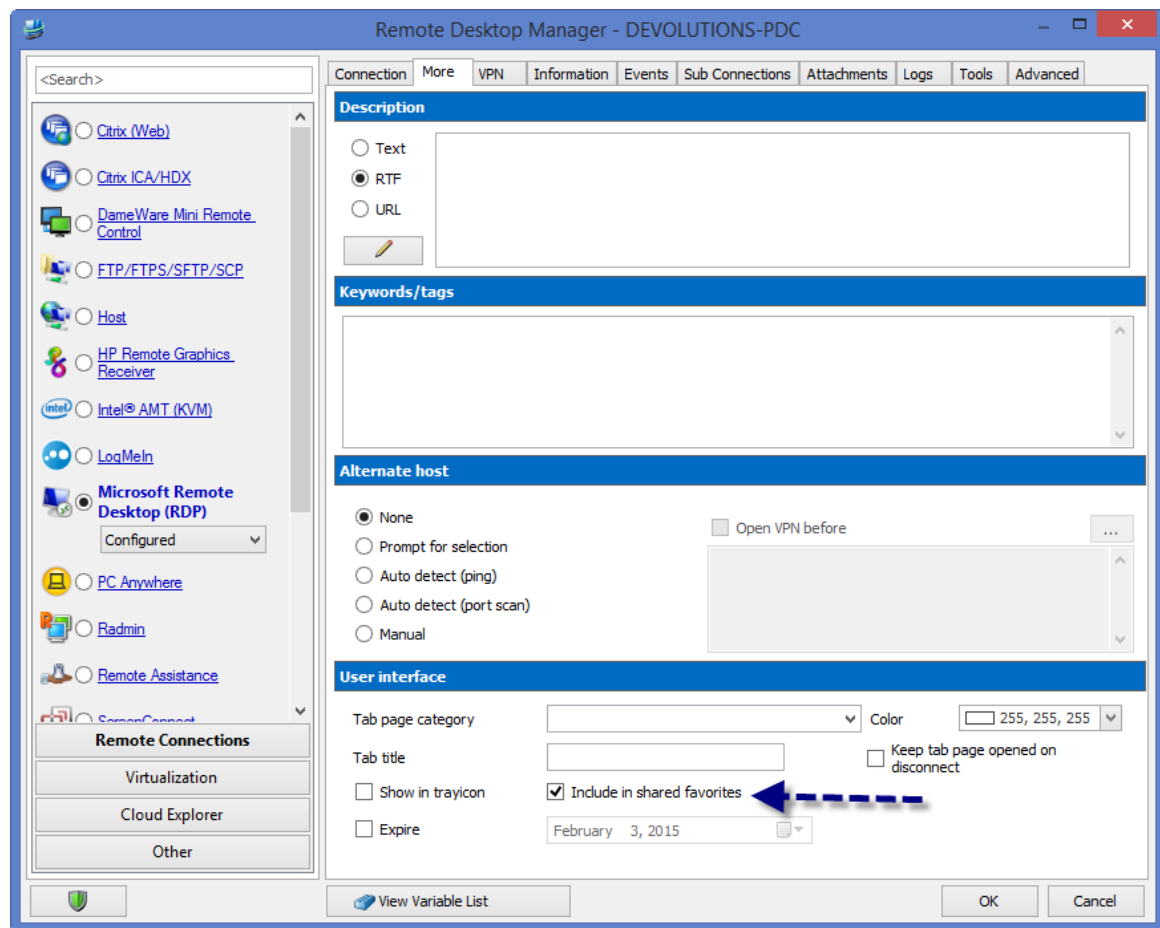 Remote Desktop Manager - DEVOLUTIONS-PDC
<Search>
Citrix (Web)
Citrix ICA/HDX
DameWare Mini Remote
Control
FTP/FTPS/SFTP/SCP
Host
HP Remote Graphics
Receiver
intel Intel® AMT (KVM)
LogMeIn
Microsoft Remote
Desktop (RDP)
Configured
PC Anywhere
Radmin
Remote Assistance
ScreenConnect
Remote Connections
Virtualization
Cloud Explorer
Other
Connection More VPN Information Events Sub Connections Attachments Logs Tools Advanced
Description
Text
RTF
URL
Keywords/tags
Alternate host
None
Prompt for selection
Auto detect (ping)
Auto detect (port scan)
Manual
Open VPN before
...
User interface
Tab page category
Color 255, 255, 255
Tab title
Keep tab page opened on
disconnect
Show in trayicon Include in shared favorites
Expire February 3, 2015
View Variable List OK Cancel